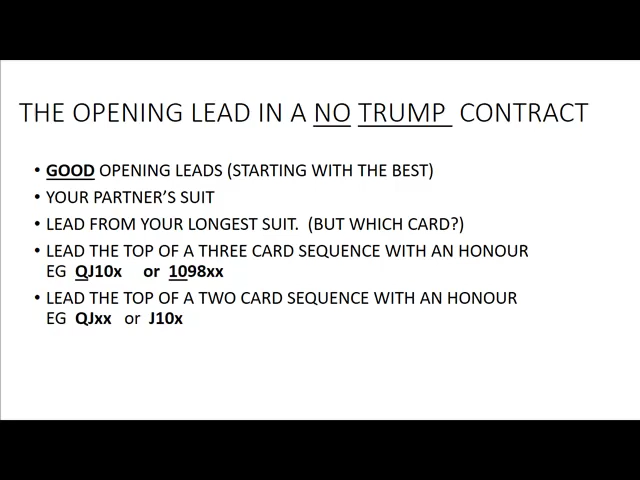 THE OPENING LEAD IN A NO TRUMP CONTRACT
• GOOD OPENING LEADS (STARTING WITH THE BEST)
• YOUR PARTNER’S SUIT
• LEAD FROM YOUR LONGEST SUIT. (BUT WHICH CARD?)
• LEAD THE TOP OF A THREE CARD SEQUENCE WITH AN HONOUR
EG QJ10x or 1098xx
• LEAD THE TOP OF A TWO CARD SEQUENCE WITH AN HONOUR
EG QJxx or J10x